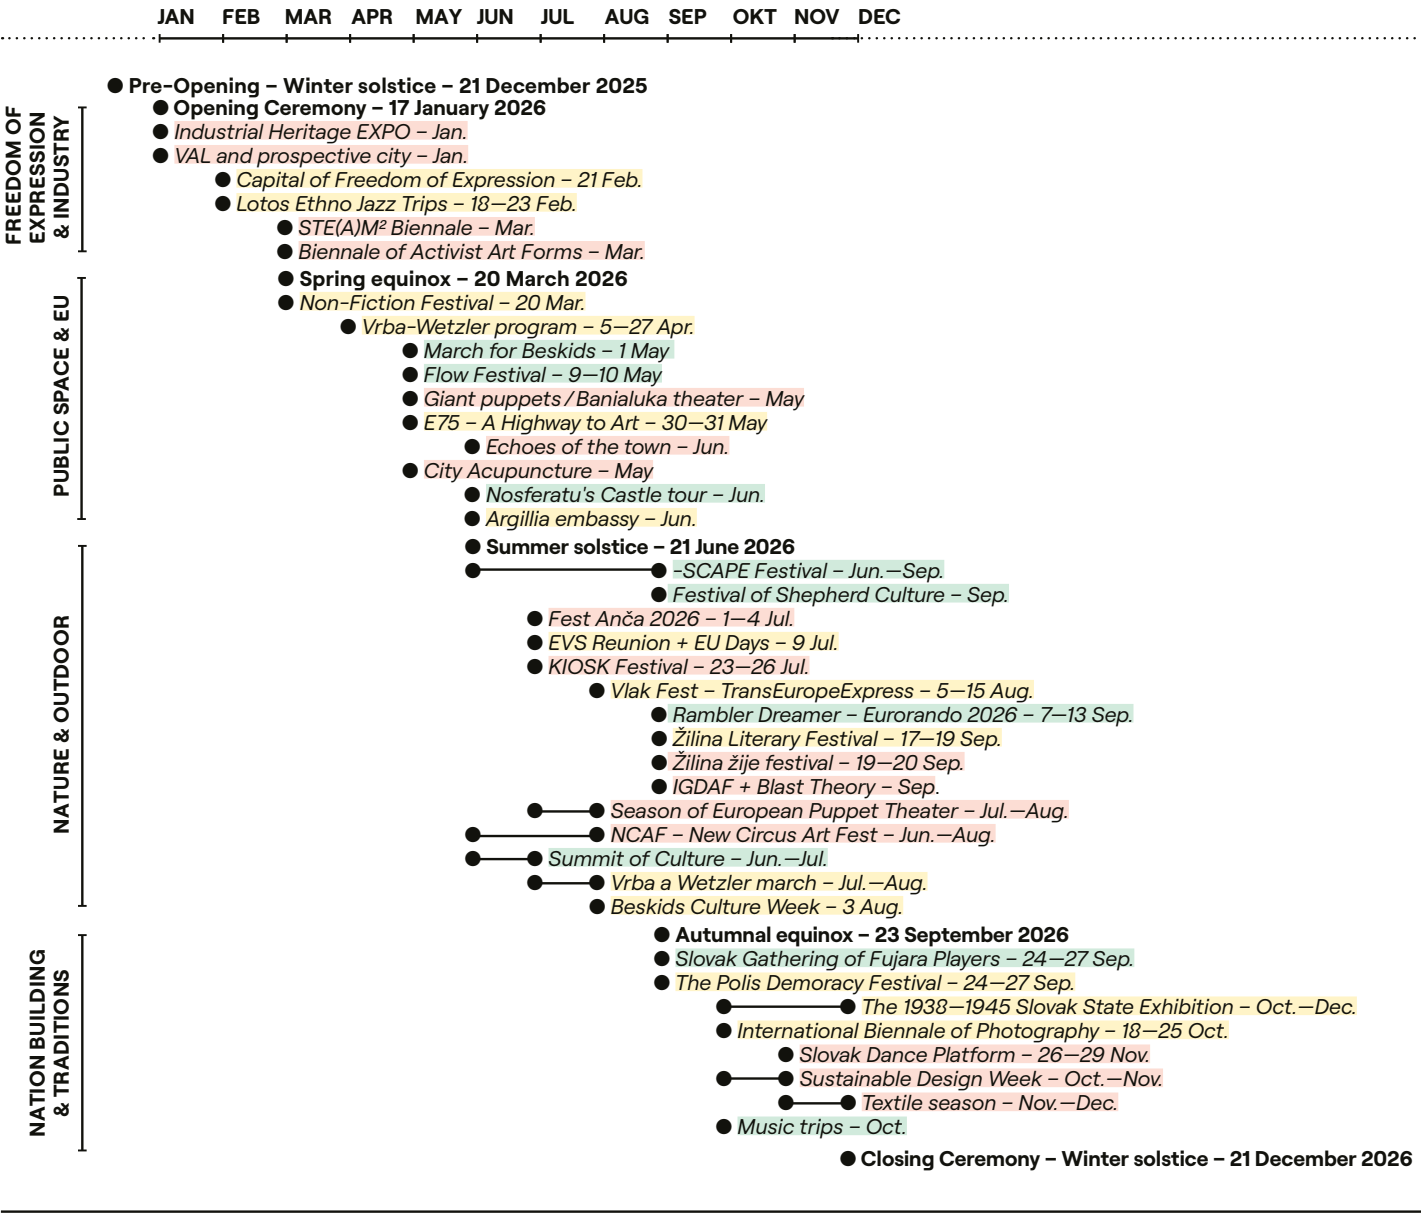 JAN FEB MAR APR MAY JUN JUL AUG SEP OKT NOV DEC
Pre-Opening – Winter solstice – 21 December 2025
FREEDOM OF
EXPRESSION
& INDUSTRY
Opening Ceremony – 17 January 2026
Industrial Heritage EXPO – Jan.
VAL and prospective city – Jan.
Capital of Freedom of Expression – 21 Feb.
Lotos Ethno Jazz Trips – 18—23 Feb.
STE(A)M² Biennale – Mar.
Biennale of Activist Art Forms – Mar.
PUBLIC SPACE & EU
Spring equinox – 20 March 2026
Non-Fiction Festival – 20 Mar.
Vrba-Wetzler program – 5—27 Apr.
March for Beskids – 1 May
Flow Festival – 9—10 May
Giant puppets / Banialuka theater – May
E75 – A Highway to Art – 30—31 May
Echoes of the town – Jun.
City Acupuncture – May
Nosferatu's Castle tour – Jun.
Argillia embassy – Jun.
NATURE & OUTDOOR
Summer solstice – 21 June 2026
-SCAPE Festival – Jun.—Sep.
Festival of Shepherd Culture – Sep.
Fest Anča 2026 – 1—4 Jul.
EVS Reunion + EU Days – 9 Jul.
KIOSK Festival – 23—26 Jul.
Vlak Fest – TransEuropeExpress – 5—15 Aug.
Rambler Dreamer – Eurorando 2026 – 7—13 Sep.
Žilina Literary Festival – 17—19 Sep.
Žilina žije festival – 19—20 Sep.
IGDAF + Blast Theory – Sep.
Season of European Puppet Theater – Jul.—Aug.
NCAF – New Circus Art Fest – Jun.—Aug.
Summit of Culture – Jun.—Jul.
Vrba a Wetzler march – Jul.—Aug.
Beskids Culture Week – 3 Aug.
NATION BUILDING
& TRADITIONS
Autumnal equinox – 23 September 2026
Slovak Gathering of Fujara Players – 24—27 Sep.
The Polis Demoracy Festival – 24—27 Sep.
The 1938—1945 Slovak State Exhibition – Oct.—Dec.
International Biennale of Photography – 18—25 Oct.
Slovak Dance Platform – 26—29 Nov.
Sustainable Design Week – Oct.—Nov.
Textile season – Nov.—Dec.
Music trips – Oct.
Closing Ceremony – Winter solstice – 21 December 2026